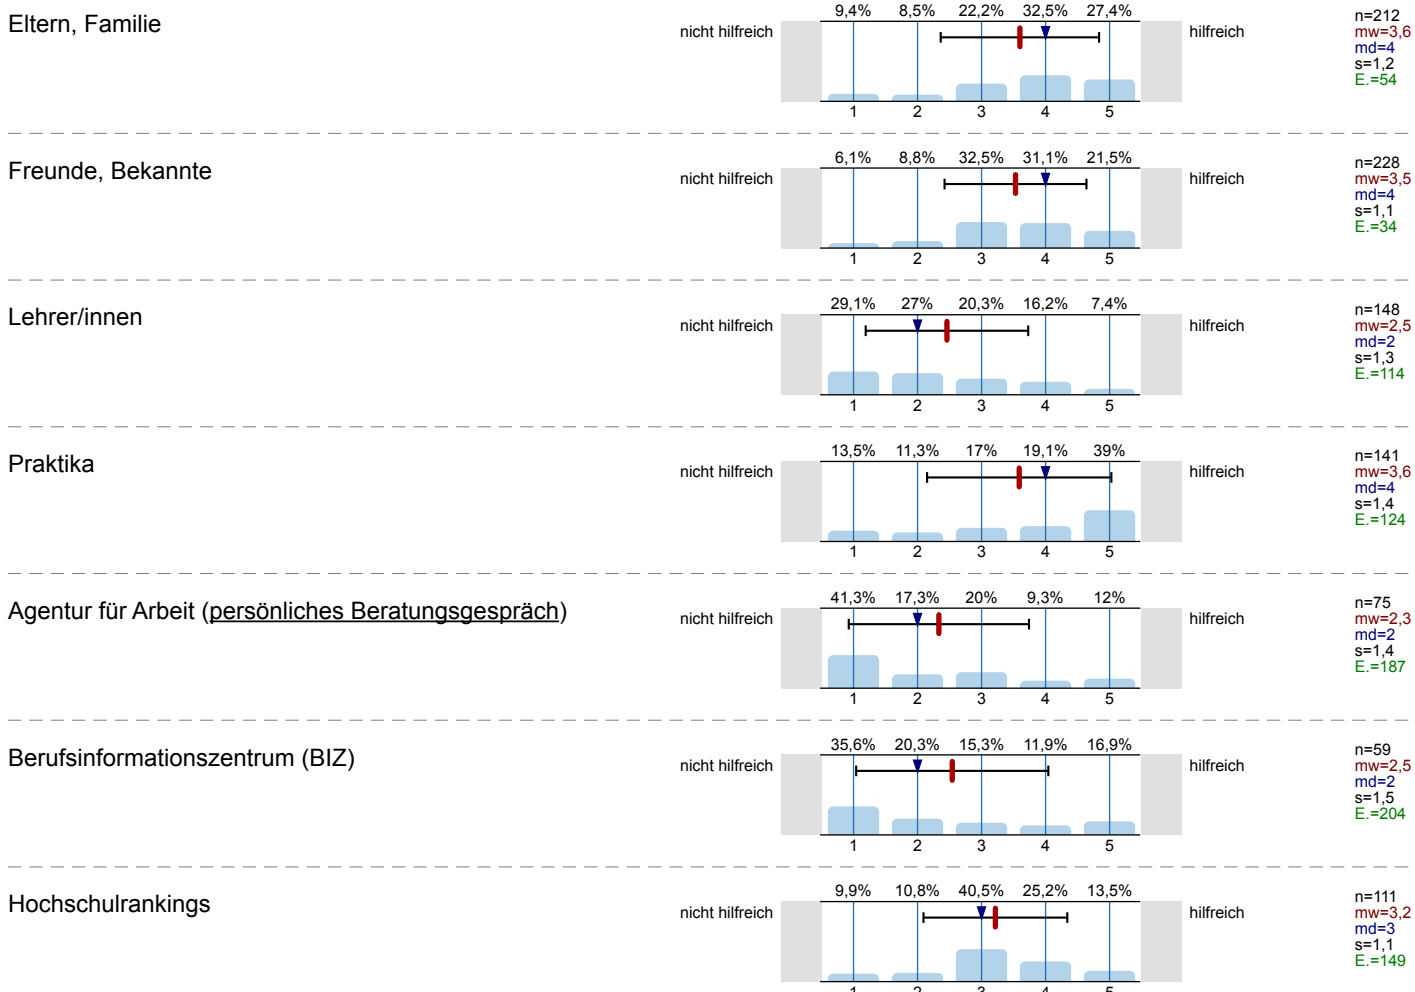 Eltern, Familie
9,4% 8,5% 22,2% 32,5% 27,4%
nicht hilfreich hilfreich
1 2 3 4 5
n=212
mw=3,6
md=4
s=1,2
E.=54
Freunde, Bekannte
6,1% 8,8% 32,5% 31,1% 21,5%
nicht hilfreich hilfreich
1 2 3 4 5
n=228
mw=3,5
md=4
s=1,1
E.=34
Lehrer/innen
29,1% 27% 20,3% 16,2% 7,4%
nicht hilfreich hilfreich
1 2 3 4 5
n=148
mw=2,5
md=2
s=1,3
E.=114
Praktika
13,5% 11,3% 17% 19,1% 39%
nicht hilfreich hilfreich
1 2 3 4 5
n=141
mw=3,6
md=4
s=1,4
E.=124
Agentur für Arbeit (persönliches Beratungsgespräch)
41,3% 17,3% 20% 9,3% 12%
nicht hilfreich hilfreich
1 2 3 4 5
n=75
mw=2,3
md=2
s=1,4
E.=187
Berufsinformationszentrum (BIZ)
35,6% 20,3% 15,3% 11,9% 16,9%
nicht hilfreich hilfreich
1 2 3 4 5
n=59
mw=2,5
md=2
s=1,5
E.=204
Hochschulrankings
9,9% 10,8% 40,5% 25,2% 13,5%
nicht hilfreich hilfreich
1 2 3 4 5
n=111
mw=3,2
md=3
s=1,1
E.=149